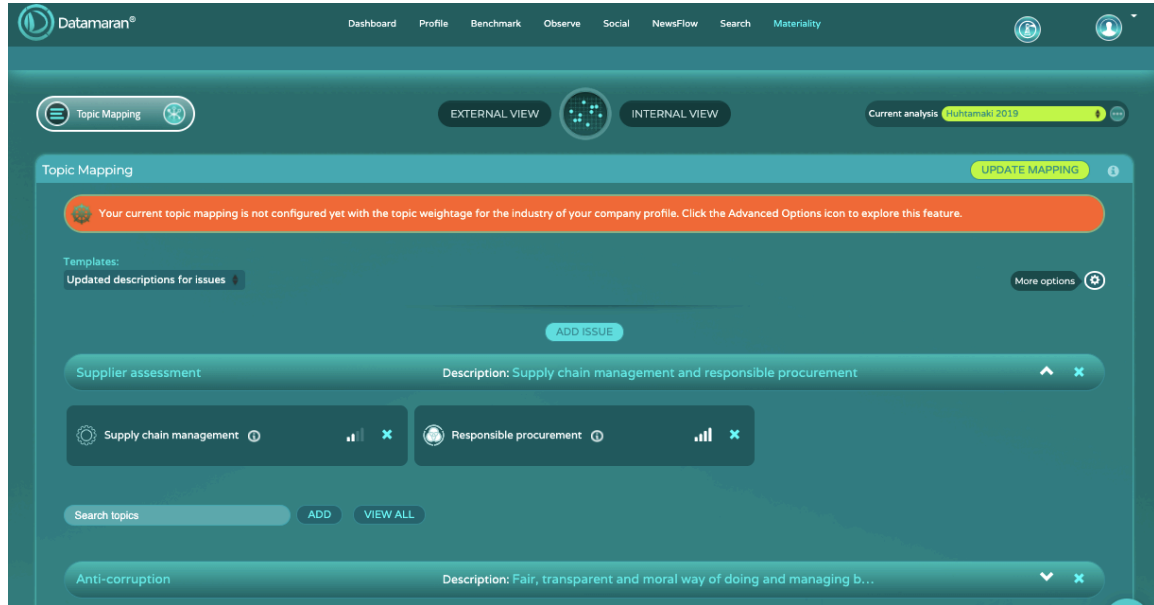 Datamaran®
Dashboard Profile Benchmark Observe Social NewsFlow Search Materiality
Topic Mapping EXTERNAL VIEW INTERNAL VIEW Current analysis Huhtamaki 2019
Topic Mapping UPDATE MAPPING
Your current topic mapping is not configured yet with the topic weightage for the industry of your company profile. Click the Advanced Options icon to explore this feature.
Templates:
Updated descriptions for issues More options
ADD ISSUE
Supplier assessment Description: Supply chain management and responsible procurement
Supply chain management Responsible procurement
Search topics ADD VIEW ALL
Anti-corruption Description: Fair, transparent and moral way of doing and managing b...